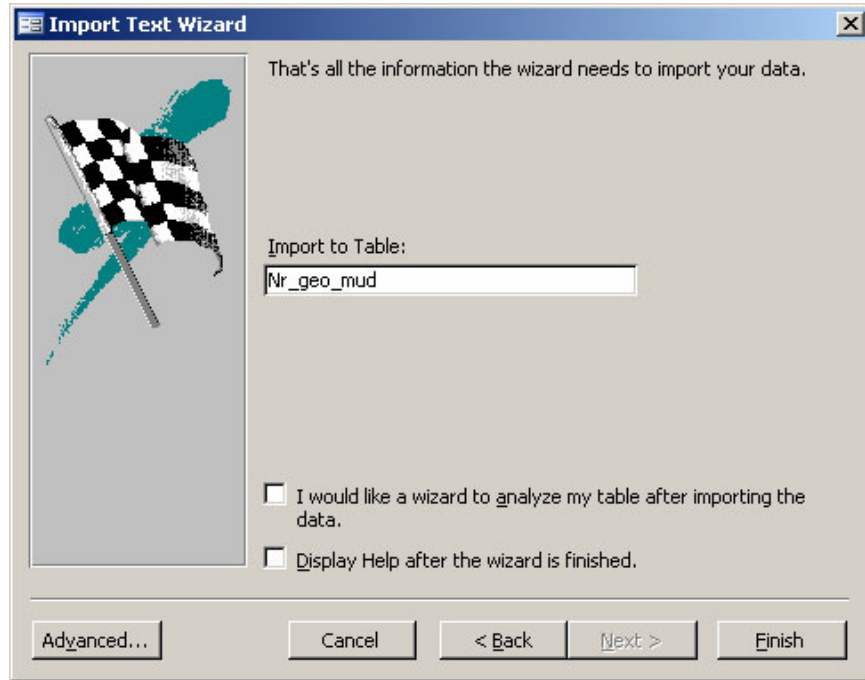 Import Text Wizard
That's all the information the wizard needs to import your data.
Import to Table:
Nr_geo_mud
I would like a wizard to analyze my table after importing the
data.
Display Help after the wizard is finished.
Advanced... Cancel < Back Next > Finish